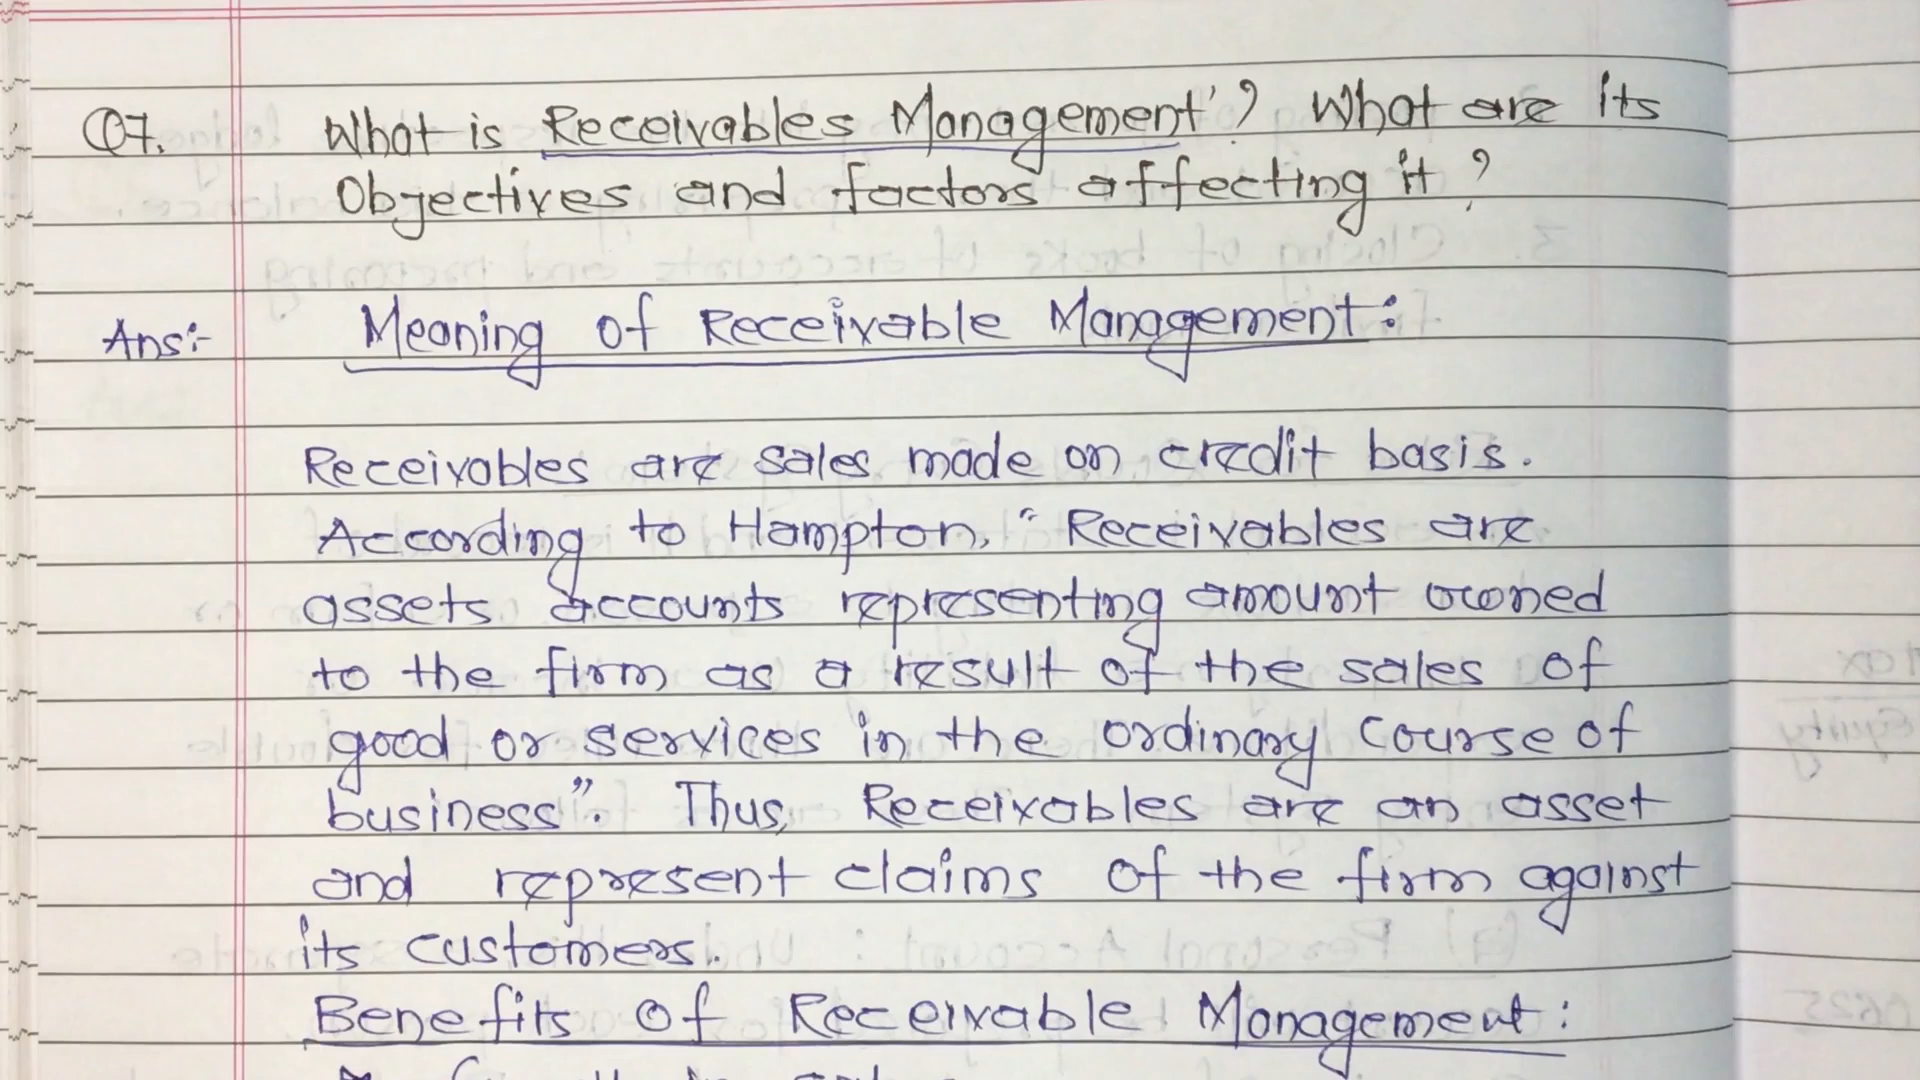 Q7. What is Receivables Management'? What are its
Objectives and factors affecting it?
Ans:- Meaning of Receivable Management:
Receivables are sales made on credit basis.
According to Hampton, "Receivables are
assets accounts representing amount owned
to the firm as a result of the sales of
good or services in the ordinary course of
business". Thus, Receivables are an asset
and represent claims of the firm against
its customers.
Benefits of Receivable Management: